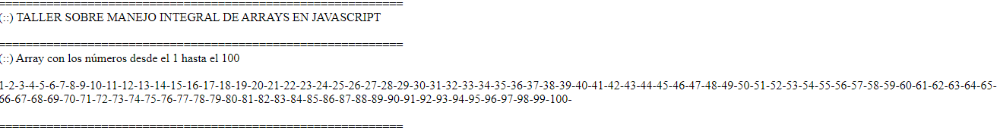 ===========================================================
(::) TALLER SOBRE MANEJO INTEGRAL DE ARRAYS EN JAVASCRIPT
===========================================================
(::) Array con los números desde el 1 hasta el 100
1-2-3-4-5-6-7-8-9-10-11-12-13-14-15-16-17-18-19-20-21-22-23-24-25-26-27-28-29-30-31-32-33-34-35-36-37-38-39-40-41-42-43-44-45-46-47-48-49-50-51-52-53-54-55-56-57-58-59-60-61-62-63-64-65-
66-67-68-69-70-71-72-73-74-75-76-77-78-79-80-81-82-83-84-85-86-87-88-89-90-91-92-93-94-95-96-97-98-99-100-
===========================================================